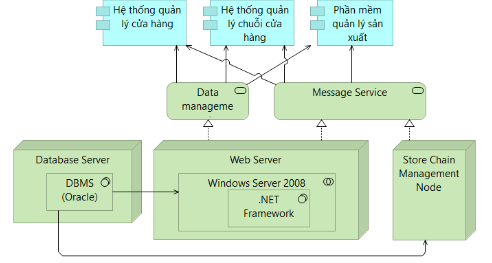 Hệ thống quản
lý cửa hàng
Hệ thống quản
lý chuỗi cửa
hàng
Phần mềm
quản lý sản
xuất
Data
manageme
Message Service
Database Server
DBMS
(Oracle)
Web Server
Windows Server 2008
.NET
Framework
Store Chain
Management
Node